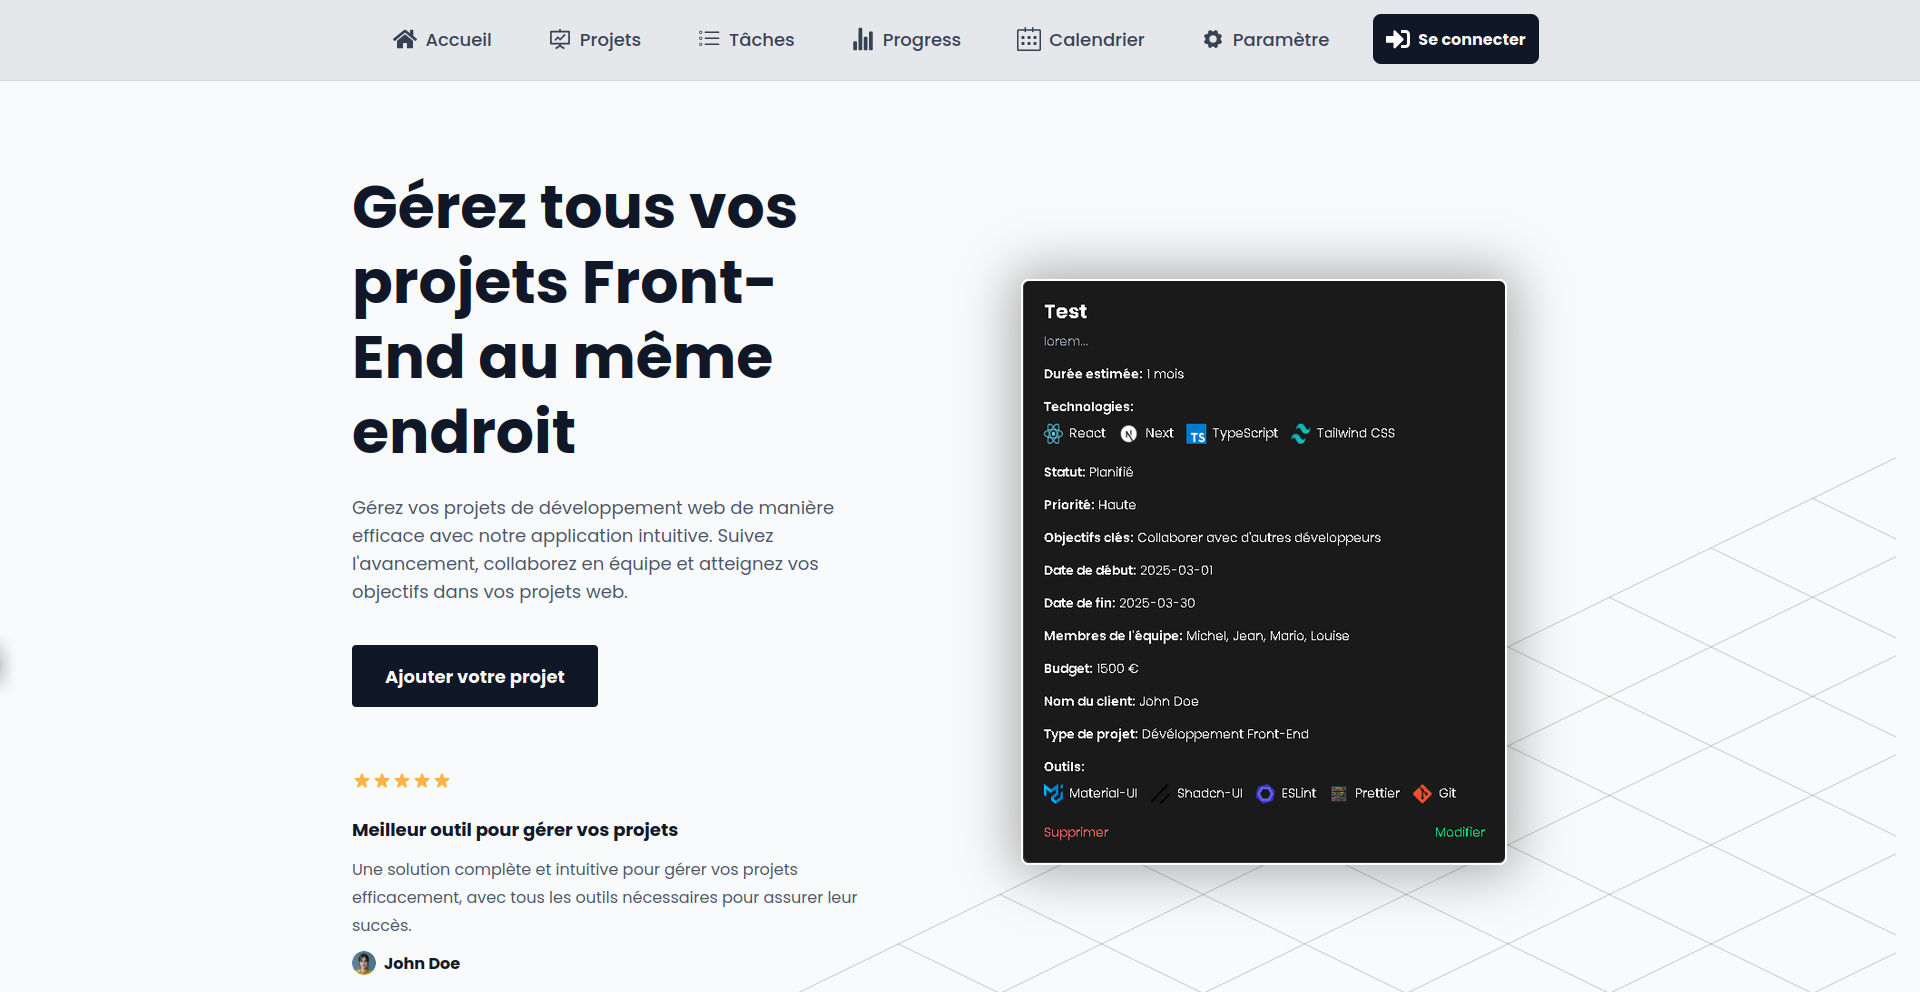 Accueil
Projets
Tâches
Progress
Calendrier
Paramètre
Se connecter
Gérez tous vos
projets Front-
End au même
endroit
Gérez vos projets de développement web de manière
efficace avec notre application intuitive. Suivez
l'avancement, collaborez en équipe et atteignez vos
objectifs dans vos projets web.
Ajouter votre projet
Meilleur outil pour gérer vos projets
Une solution complète et intuitive pour gérer vos projets
efficacement, avec tous les outils nécessaires pour assurer leur
succès.
John Doe
Test
lorem...
Durée estimée: 1 mois
Technologies:
React N Next TS TypeScript Tailwind CSS
Statut: Planifié
Priorité: Haute
Objectifs clés: Collaborer avec d'autres développeurs
Date de début: 2025-03-01
Date de fin: 2025-03-30
Membres de l'équipe: Michel, Jean, Mario, Louise
Budget: 1500 €
Nom du client: John Doe
Type de projet: Dévéloppement Front-End
Outils:
Material-UI Shadcn-UI ESLint Prettier Git
Supprimer Modifier